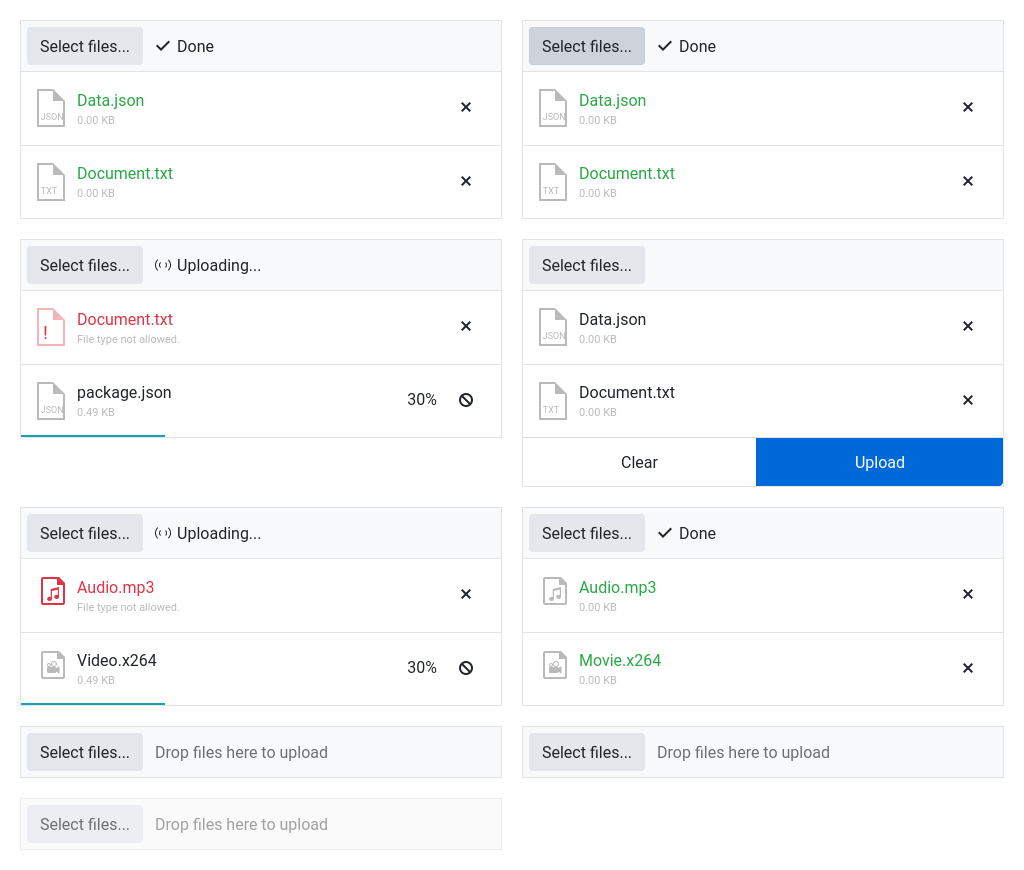 Select files... Done
JSON Data.json
0.00 KB
TXT Document.txt
0.00 KB
Select files... Done
JSON Data.json
0.00 KB
TXT Document.txt
0.00 KB
Select files... Uploading...
! Document.txt
File type not allowed.
JSON package.json 30%
0.49 KB
Select files...
JSON Data.json
0.00 KB
TXT Document.txt
0.00 KB
Clear Upload
Select files... Uploading...
Audio.mp3
File type not allowed.
Video.x264 30%
0.49 KB
Select files... Done
Audio.mp3
0.00 KB
Movie.x264
0.00 KB
Select files... Drop files here to upload
Select files... Drop files here to upload
Select files... Drop files here to upload